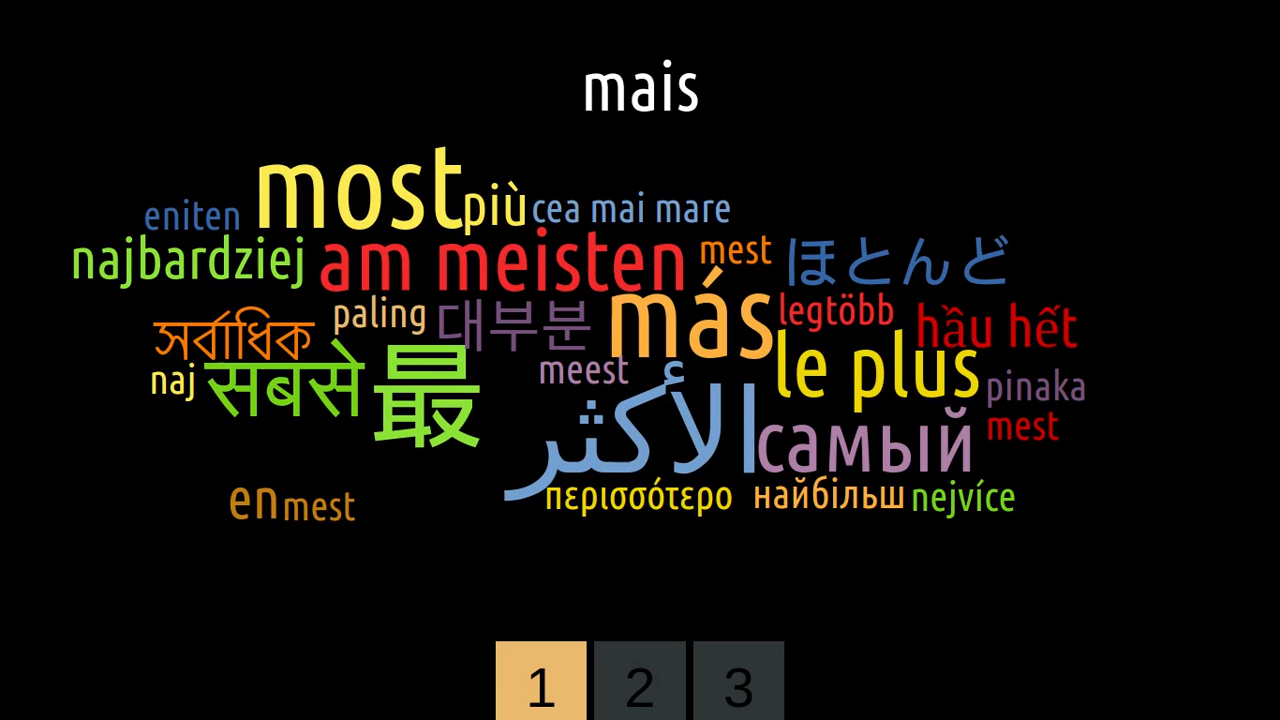 mais
most
più
cea mai mare
eniten
najbardziej
am meisten
mest
ほとんど
más
legtöbb
hầu hết
paling
대부분
সর্বাধিক
le plus
meest
naj
सबसे
最
pinaka
الأكثر
самый
mest
en
mest
περισσότερο
найбільш
nejvíce
1 2 3